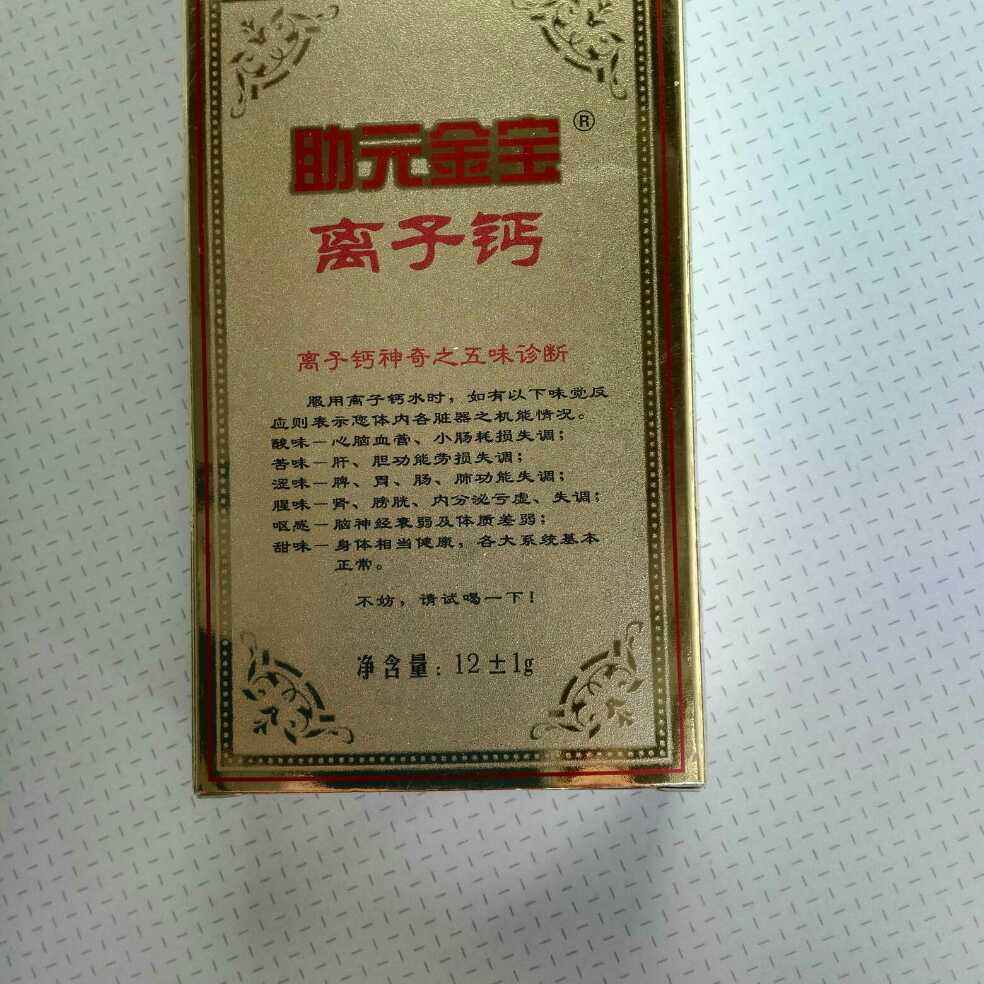 助元金宝®
离子钙
离子钙神奇之五味诊断
服用离子钙水时，如有以下味觉反
应则表示您体内各脏器之机能情况。
酸味—心脑血管、小肠耗损失调；
苦味—肝、胆功能劳损失调；
涩味—脾、胃、肠、肺功能失调；
腥味—肾、膀胱、内分泌亏虚、失调；
呕感—脑神经衰弱及体质差弱；
甜味—身体相当健康，各大系统基本
正常。
不妨，请试喝一下！
净含量：12±1g